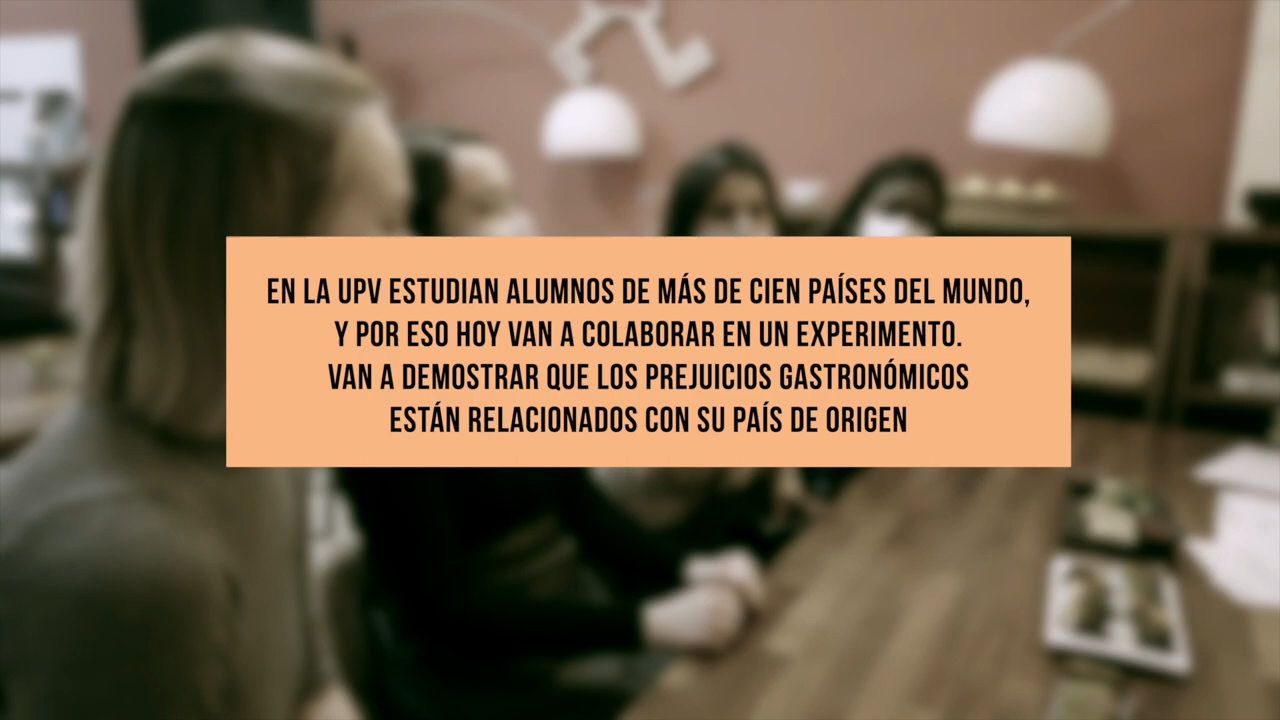 EN LA UPV ESTUDIAN ALUMNOS DE MÁS DE CIEN PAÍSES DEL MUNDO,
Y POR ESO HOY VAN A COLABORAR EN UN EXPERIMENTO.
VAN A DEMOSTRAR QUE LOS PREJUICIOS GASTRONÓMICOS
ESTÁN RELACIONADOS CON SU PAÍS DE ORIGEN